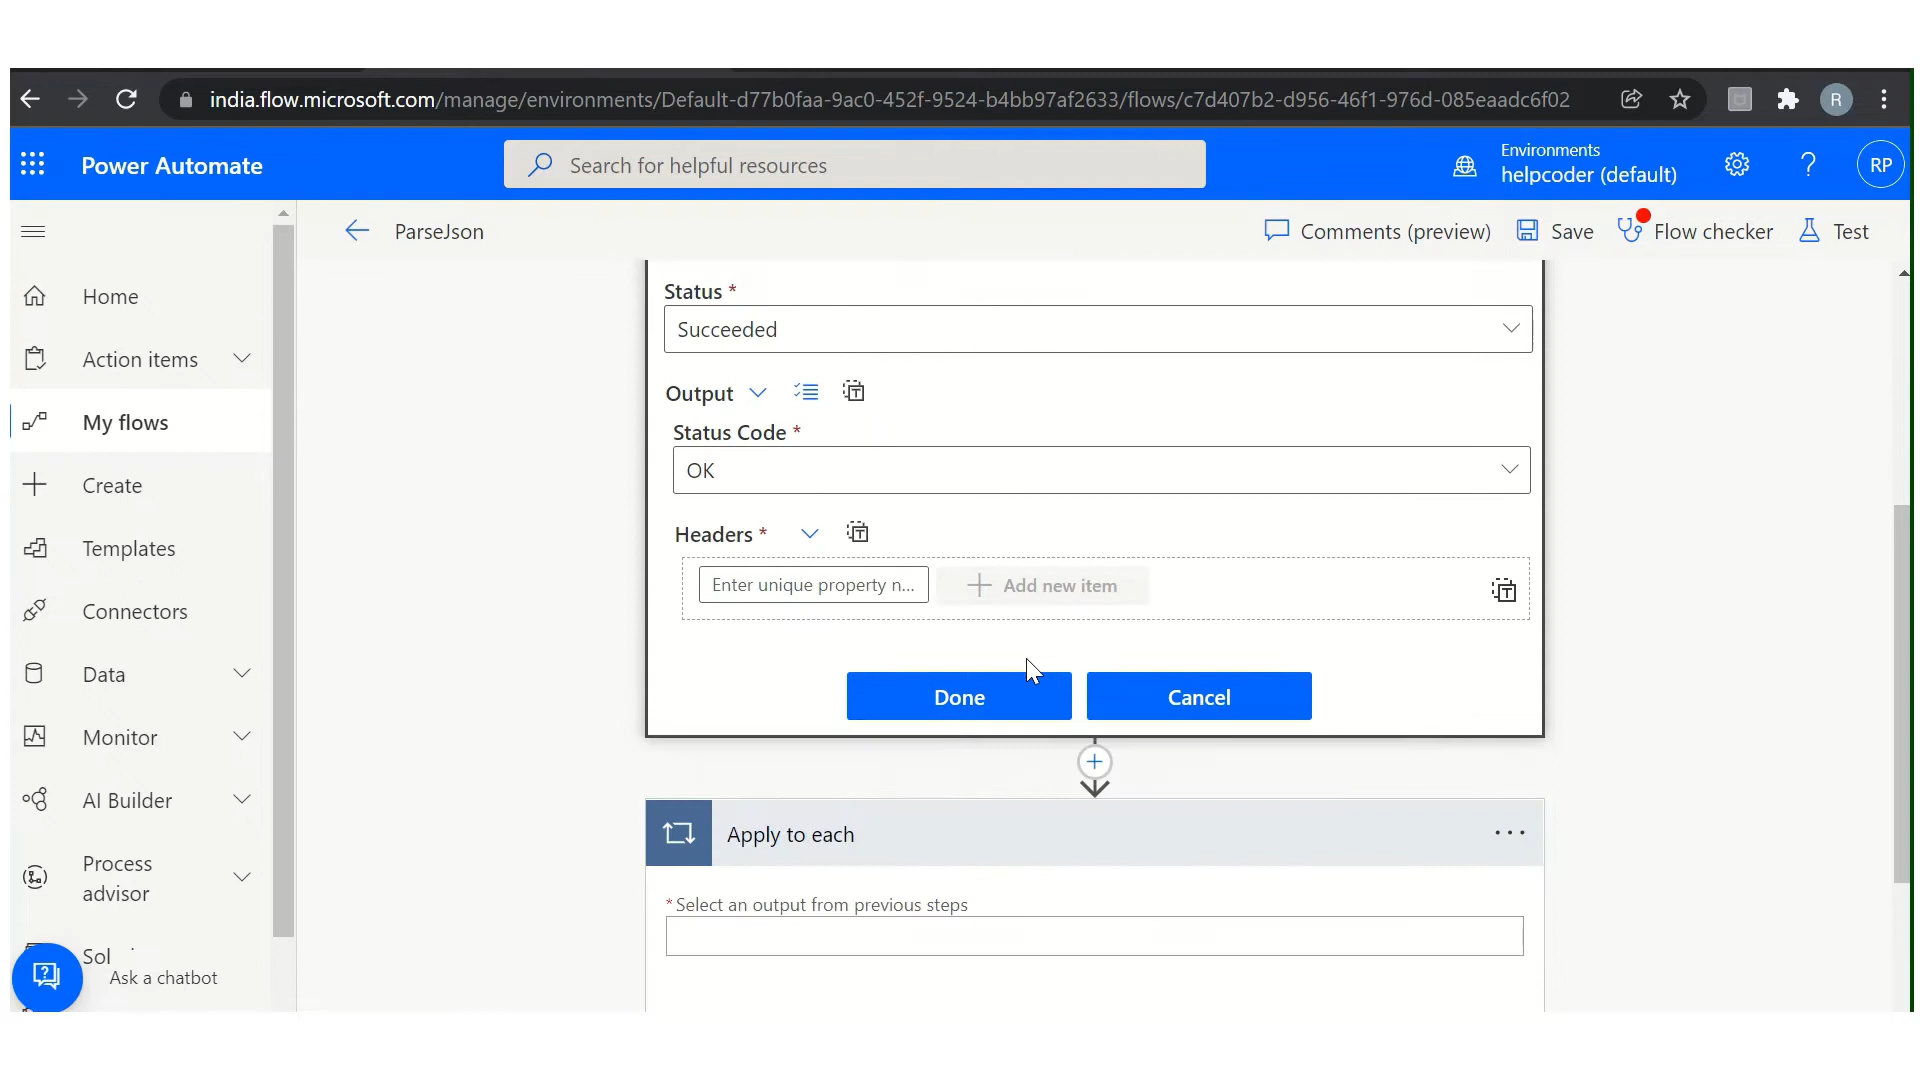 india.flow.microsoft.com/manage/environments/Default-d77b0faa-9ac0-452f-9524-b4bb97af2633/flows/c7d407b2-d956-46f1-976d-085eaadc6f02
R
Power Automate
Search for helpful resources
Environments
helpcoder (default)
?
RP
ParseJson
Comments (preview)
Save
Flow checker
Test
Home
Action items
My flows
Create
Templates
Connectors
Data
Monitor
AI Builder
Process
advisor
Sol
Ask a chatbot
Status *
Succeeded
Output
Status Code *
OK
Headers *
Enter unique property n...
Add new item
Done
Cancel
Apply to each
* Select an output from previous steps